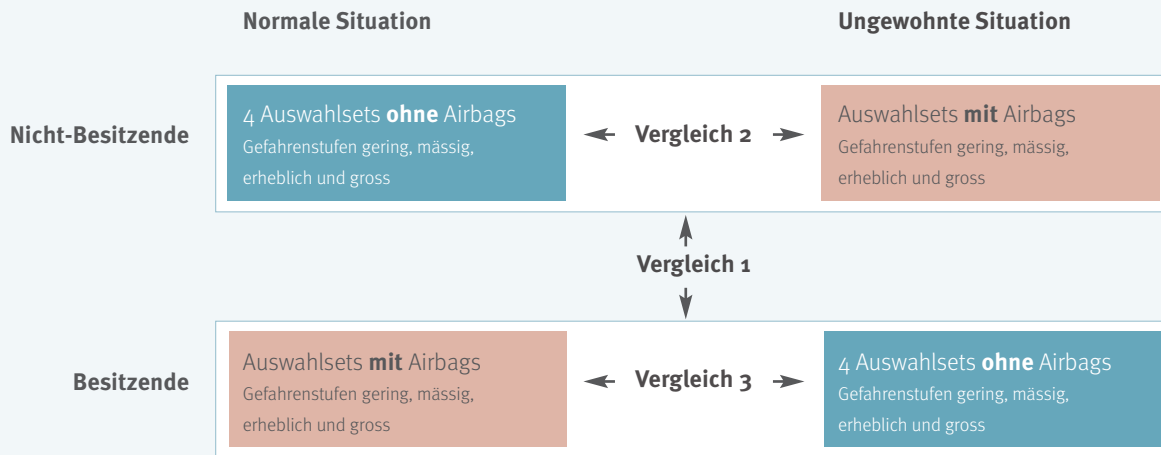 Normale Situation
Ungewohnte Situation
Nicht-Besitzende
4 Auswahlsets ohne Airbags
Gefahrenstufen gering, mässig,
erheblich und gross
Vergleich 2
Auswahlsets mit Airbags
Gefahrenstufen gering, mässig,
erheblich und gross
Vergleich 1
Besitzende
Auswahlsets mit Airbags
Gefahrenstufen gering, mässig,
erheblich und gross
Vergleich 3
4 Auswahlsets ohne Airbags
Gefahrenstufen gering, mässig,
erheblich und gross